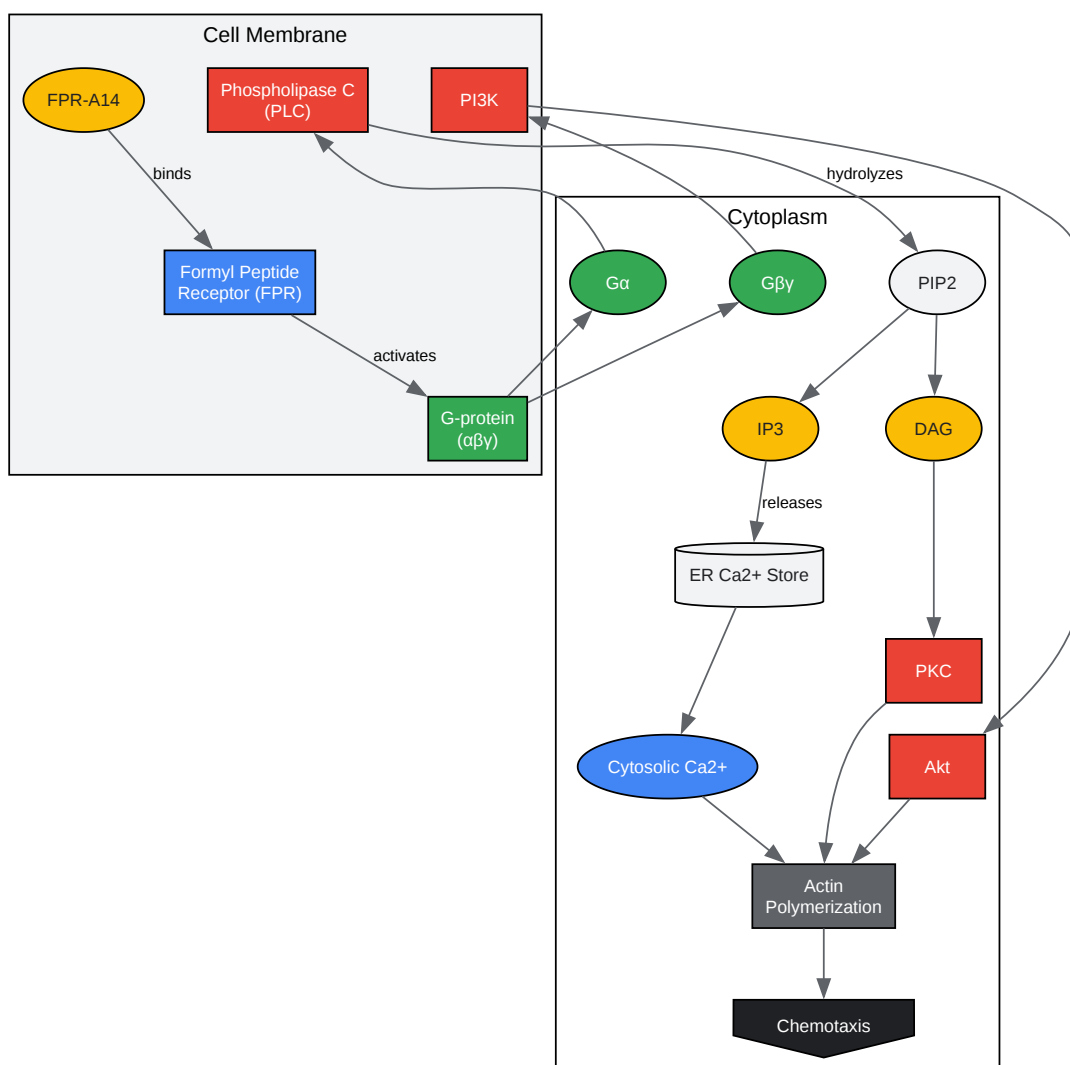 Cell Membrane
FPR-A14
Phospholipase C
(PLC)
PI3K
binds
hydrolyzes
Cytoplasm
Formyl Peptide
Receptor (FPR)
Gα
Gβγ
PIP2
activates
G-protein
(αβγ)
IP3
DAG
releases
ER Ca2+ Store
PKC
Cytosolic Ca2+
Akt
Actin
Polymerization
Chemotaxis